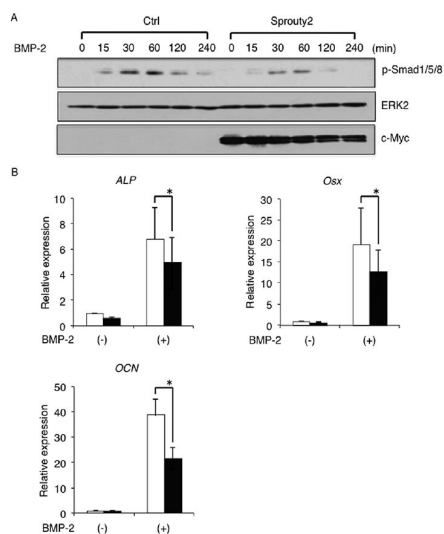 A
Ctrl Sprouty2
BMP-2 0 15 30 60 120 240 0 15 30 60 120 240 (min)
p-Smad1/5/8
ERK2
c-Myc
B
ALP
Relative expression
10
8
6
4
2
0
*
BMP-2 (-) (+)
Osx
Relative expression
30
25
20
15
10
5
0
*
BMP-2 (-) (+)
OCN
Relative expression
50
40
30
20
10
0
*
BMP-2 (-) (+)